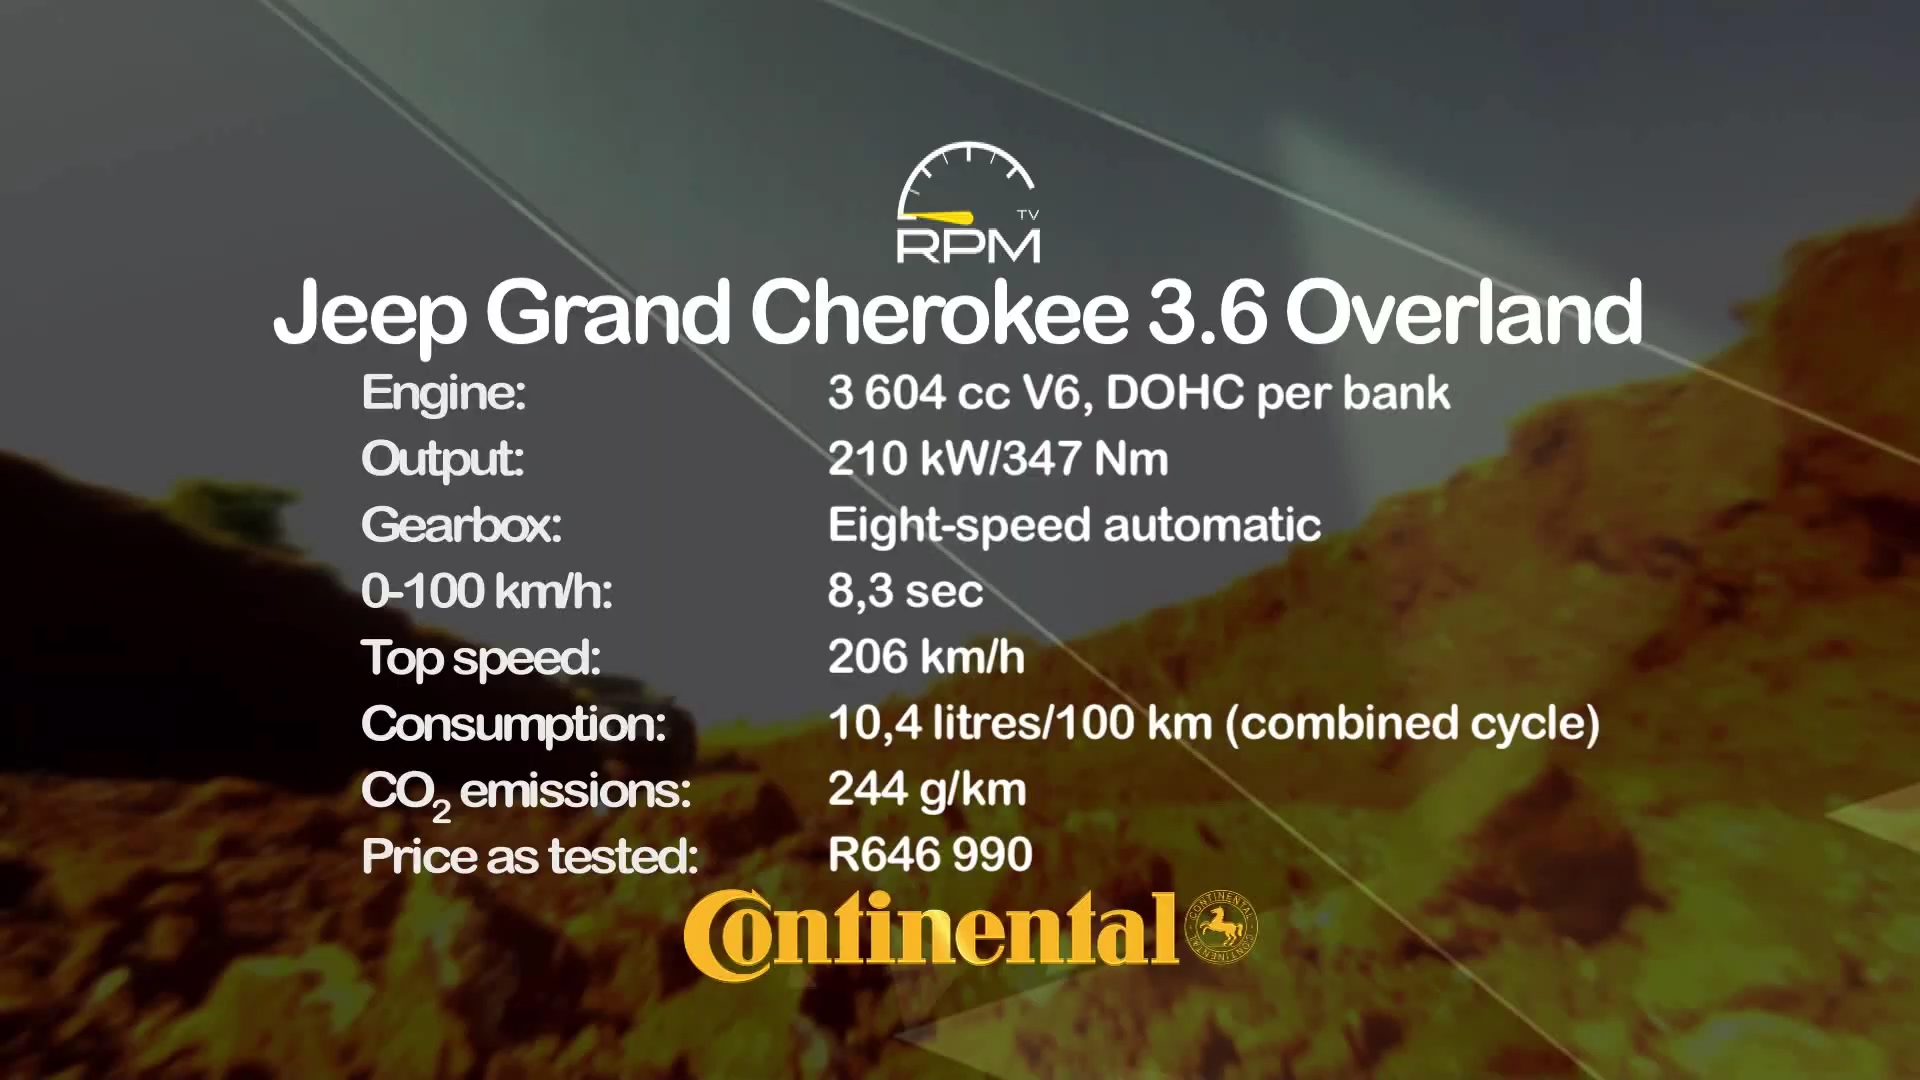 TV
RPM
Jeep Grand Cherokee 3.6 Overland
Engine: 3 604 cc V6, DOHC per bank
Output: 210 kW/347 Nm
Gearbox: Eight-speed automatic
0-100 km/h: 8,3 sec
Top speed: 206 km/h
Consumption: 10,4 litres/100 km (combined cycle)
CO₂ emissions: 244 g/km
Price as tested: R646 990
Continental
CONTINENTAL
CONTINENTAL